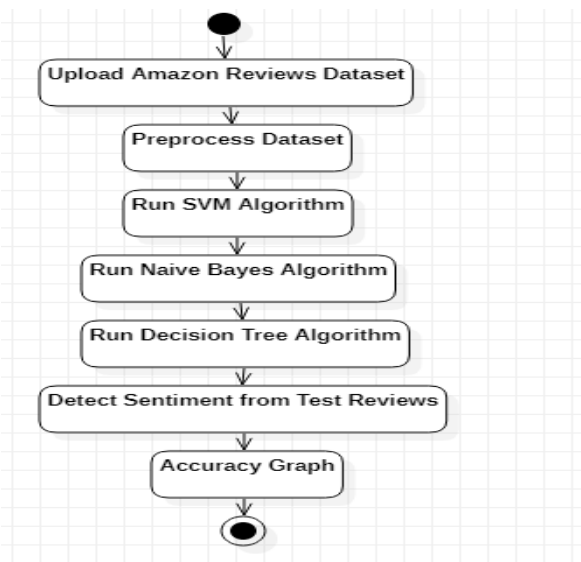 Upload Amazon Reviews Dataset
Preprocess Dataset
Run SVM Algorithm
Run Naive Bayes Algorithm
Run Decision Tree Algorithm
Detect Sentiment from Test Reviews
Accuracy Graph